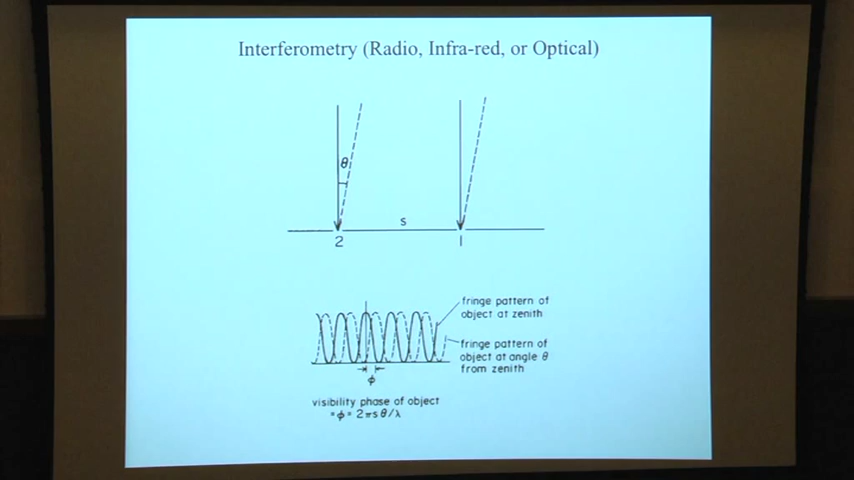 Interferometry (Radio, Infra-red, or Optical)
θ
s
2
1
fringe pattern of
object at zenith
fringe pattern of
object at angle θ
from zenith
ϕ
visibility phase of object
=ϕ= 2πsθ/λ